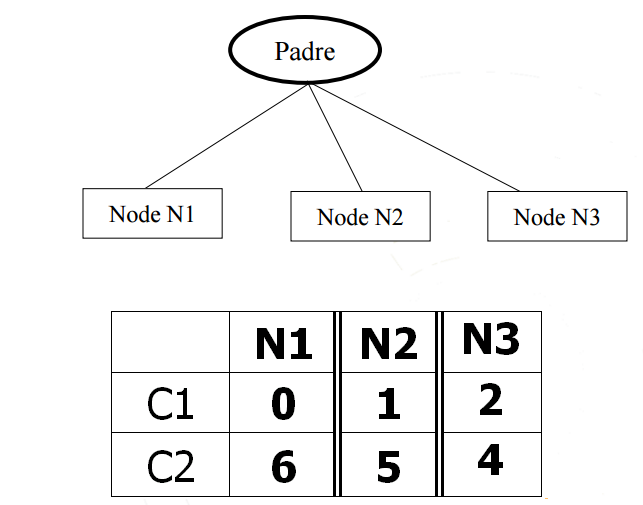 Padre
Node N1
Node N2
Node N3
N1 N2 N3
C1 0 1 2
C2 6 5 4